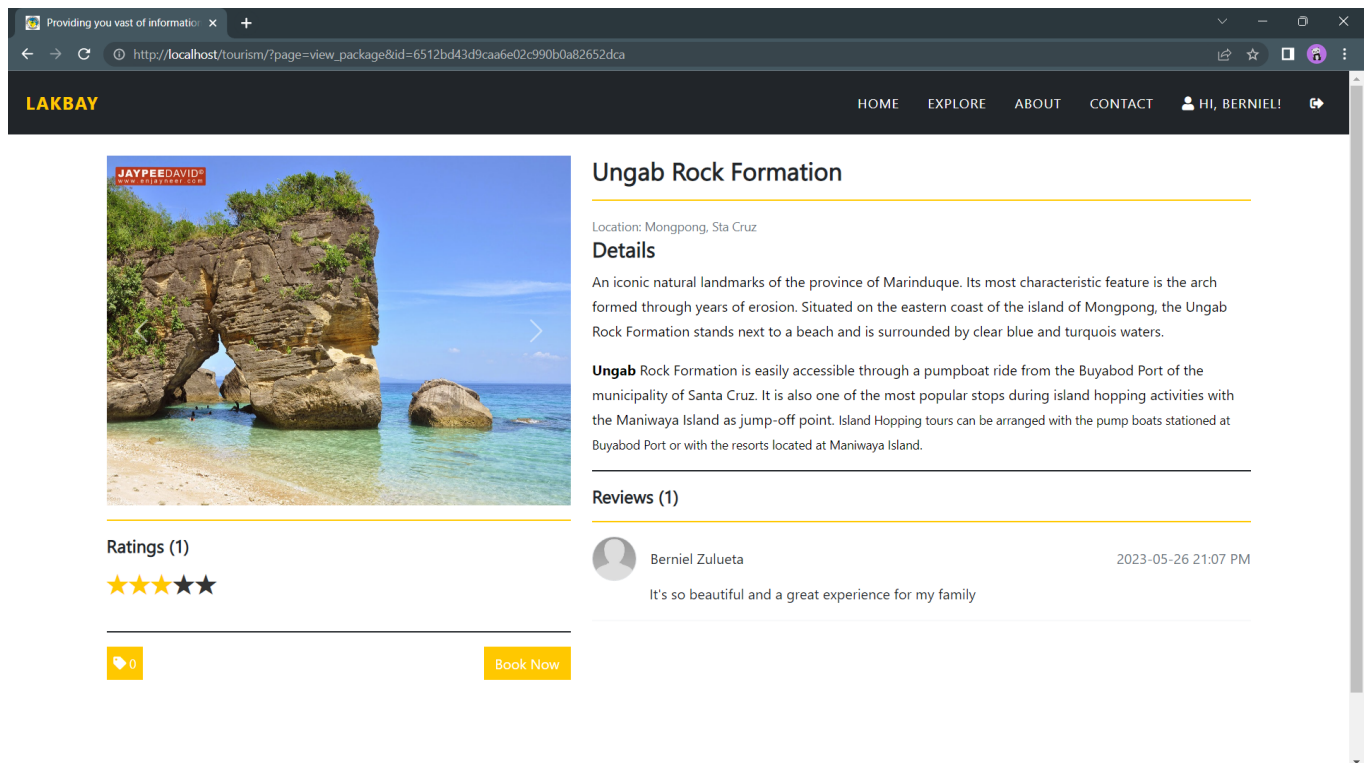 Providing you vast of information
http://localhost/tourism/?page=view_package&id=6512bd43d9caa6e02c990b0a82652dca
LAKBAY
HOME EXPLORE ABOUT CONTACT HI, BERNIEL!
JAYPEEDAVID®
www.enjayneer.com
Ratings (1)
0 Book Now
Ungab Rock Formation
Location: Mongpong, Sta Cruz
Details
An iconic natural landmarks of the province of Marinduque. Its most characteristic feature is the arch
formed through years of erosion. Situated on the eastern coast of the island of Mongpong, the Ungab
Rock Formation stands next to a beach and is surrounded by clear blue and turquois waters.
Ungab Rock Formation is easily accessible through a pumpboat ride from the Buyabod Port of the
municipality of Santa Cruz. It is also one of the most popular stops during island hopping activities with
the Maniwaya Island as jump-off point. Island Hopping tours can be arranged with the pump boats stationed at
Buyabod Port or with the resorts located at Maniwaya Island.
Reviews (1)
Berniel Zulueta 2023-05-26 21:07 PM
It's so beautiful and a great experience for my family